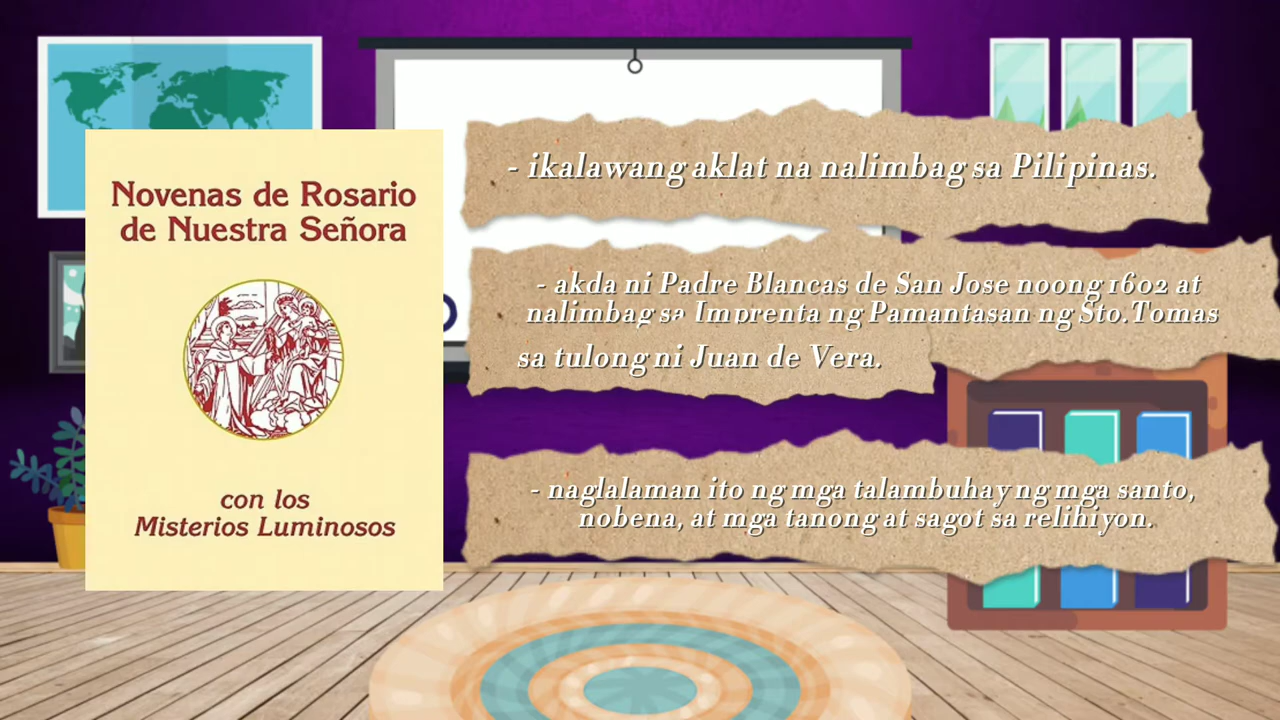 Novenas de Rosario
de Nuestra Señora
con los
Misterios Luminosos
- ikalawang aklat na nalimbag sa Pilipinas.
- akda ni Padre Blancas de San Jose noong 1602 at
nalimbag sa Imprenta ng Pamantasan ng Sto.Tomas
sa tulong ni Juan de Vera.
- naglalaman ito ng mga talambuhay ng mga santo,
nobena, at mga tanong at sagot sa relihiyon.